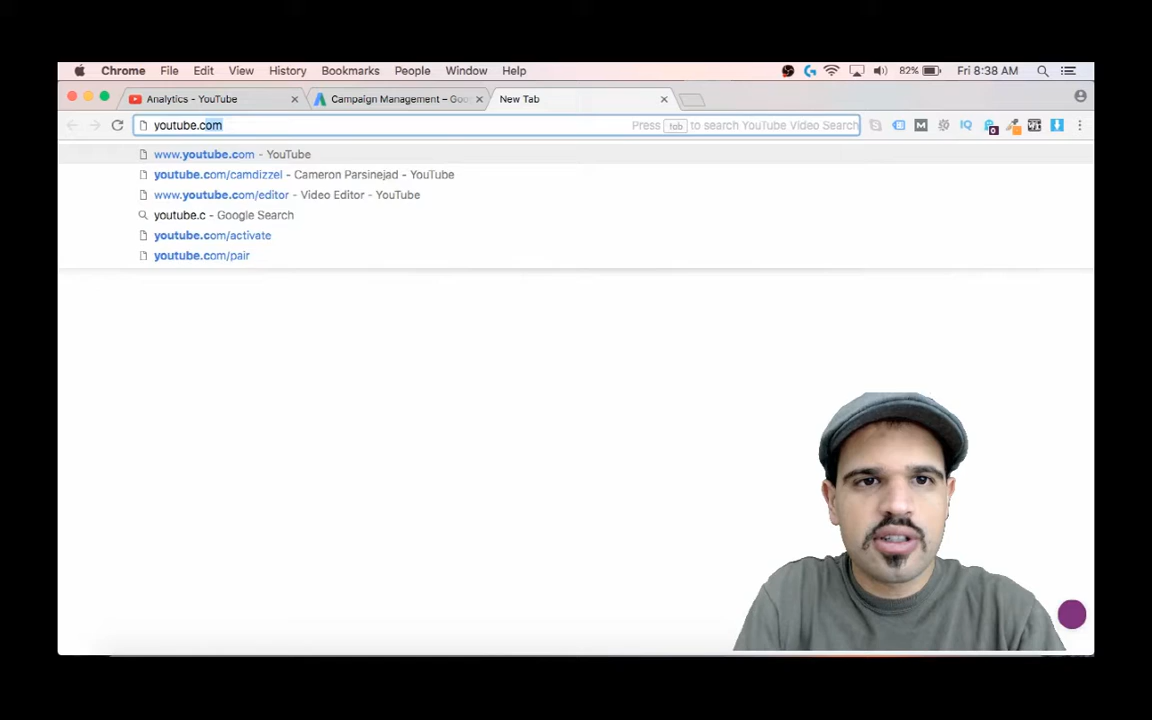 Chrome File Edit View History Bookmarks People Window Help 82% Fri 8:38 AM
Analytics - YouTube Campaign Management – Goo New Tab
youtube.com Press tab to search YouTube Video Search
www.youtube.com - YouTube
youtube.com/camdizzel - Cameron Parsinejad - YouTube
www.youtube.com/editor - Video Editor - YouTube
youtube.c - Google Search
youtube.com/activate
youtube.com/pair